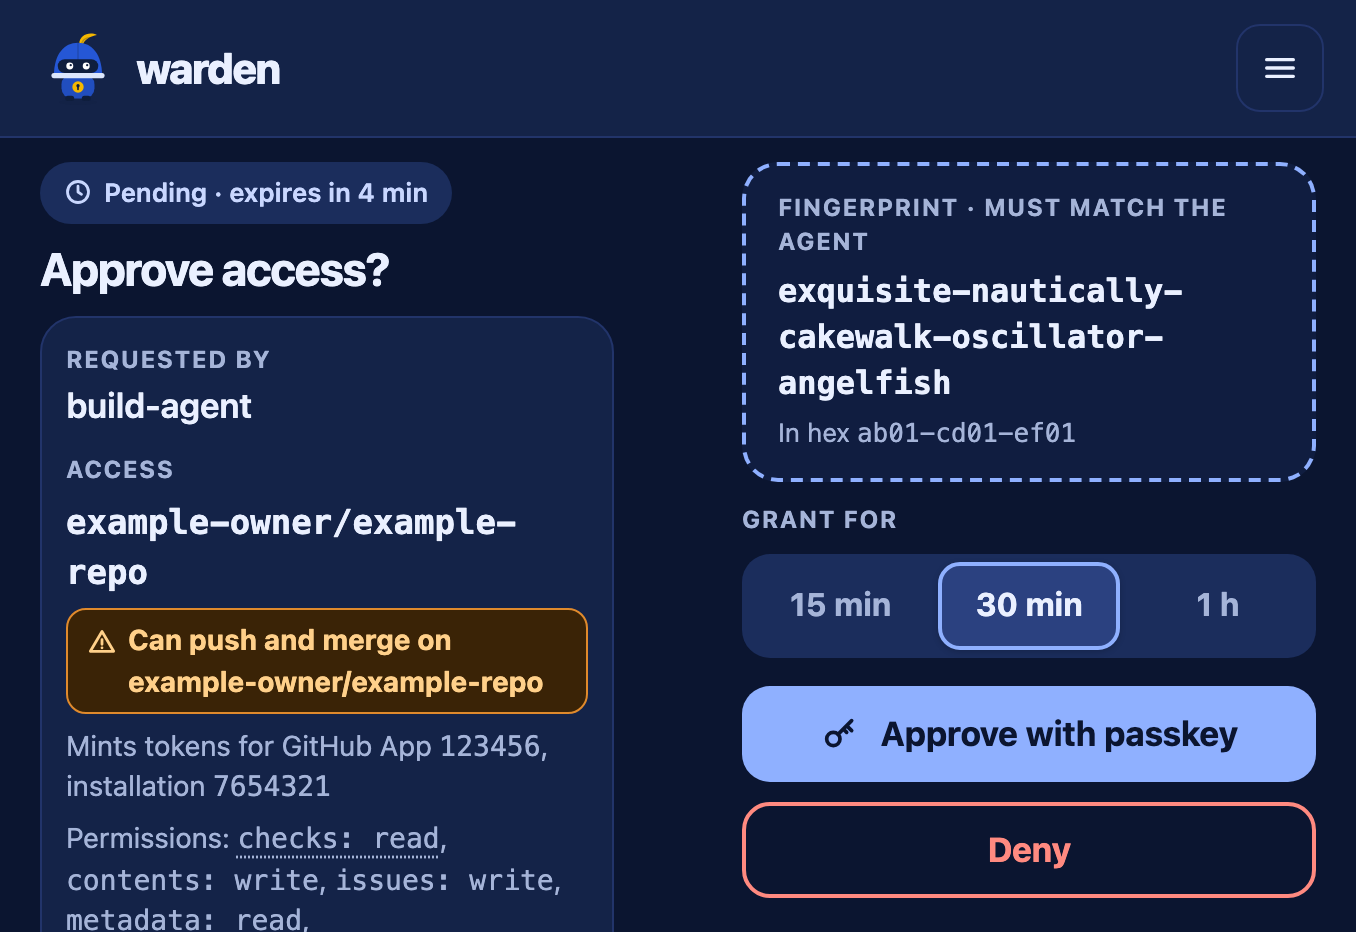 warden
Pending · expires in 4 min
Approve access?
REQUESTED BY
build-agent
ACCESS
example-owner/example-
repo
Can push and merge on
example-owner/example-repo
Mints tokens for GitHub App 123456,
installation 7654321
Permissions: checks: read,
contents: write, issues: write,
metadata: read,
FINGERPRINT · MUST MATCH THE
AGENT
exquisite-nautically-
cakewalk-oscillator-
angelfish
In hex ab01-cd01-ef01
GRANT FOR
15 min
30 min
1 h
Approve with passkey
Deny